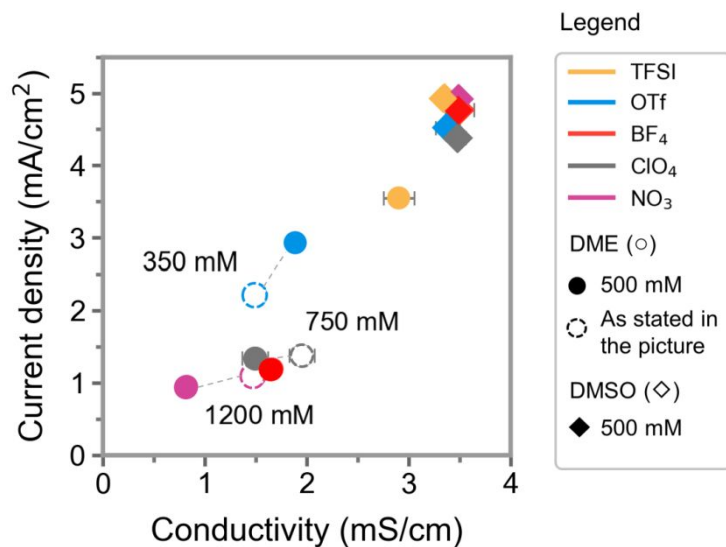 Legend
TFSI
OTf
BF₄
ClO₄
NO₃
DME (○)
500 mM
As stated in
the picture
DMSO (◇)
500 mM
Current density (mA/cm²)
5
4
3
2
1
0
350 mM
750 mM
1200 mM
0 1 2 3 4
Conductivity (mS/cm)